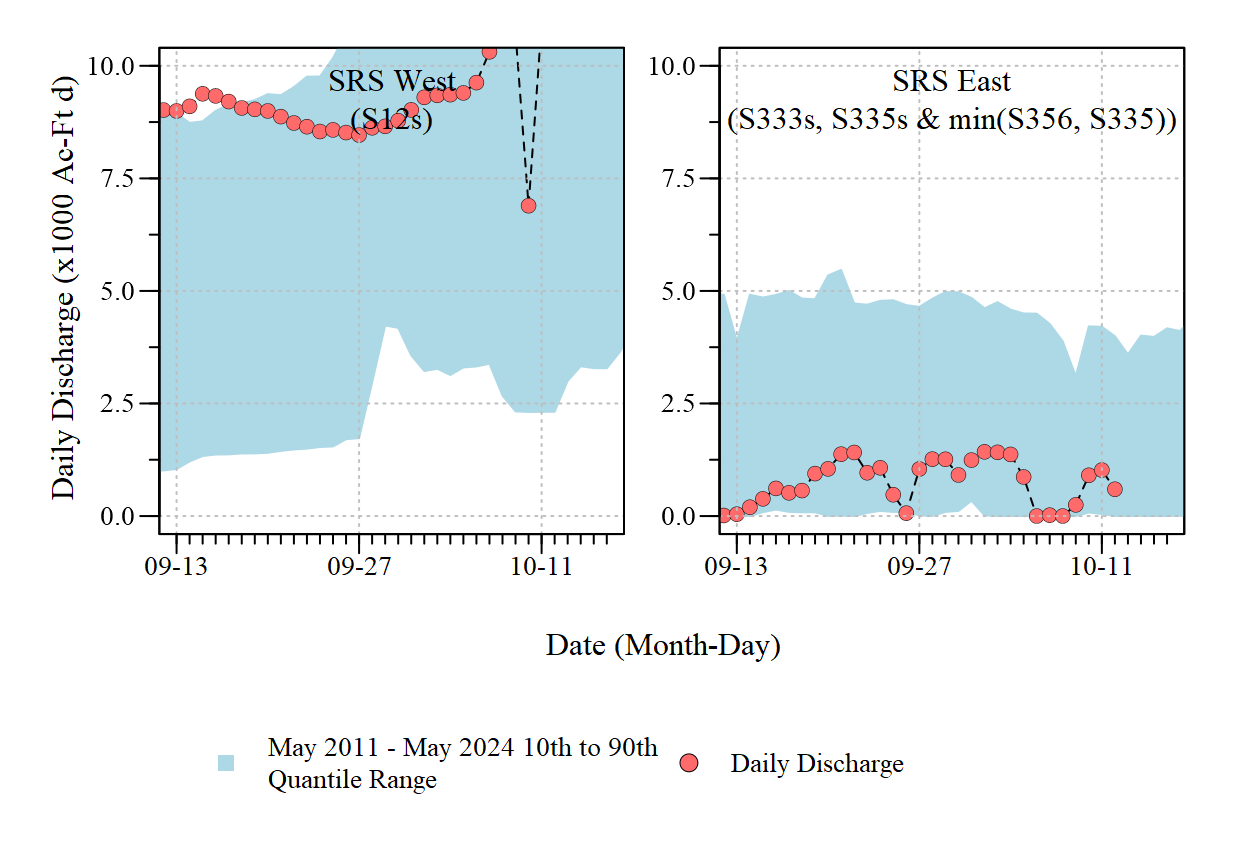 SRS West
(S12s)
Daily Discharge (x1000 Ac-Ft d)
10.0
7.5
5.0
2.5
0.0
09-13
09-27
10-11
SRS East
(S333s, S335s & min(S356, S335))
10.0
7.5
5.0
2.5
0.0
09-13
09-27
10-11
Date (Month-Day)
May 2011 - May 2024 10th to 90th
Quantile Range
Daily Discharge